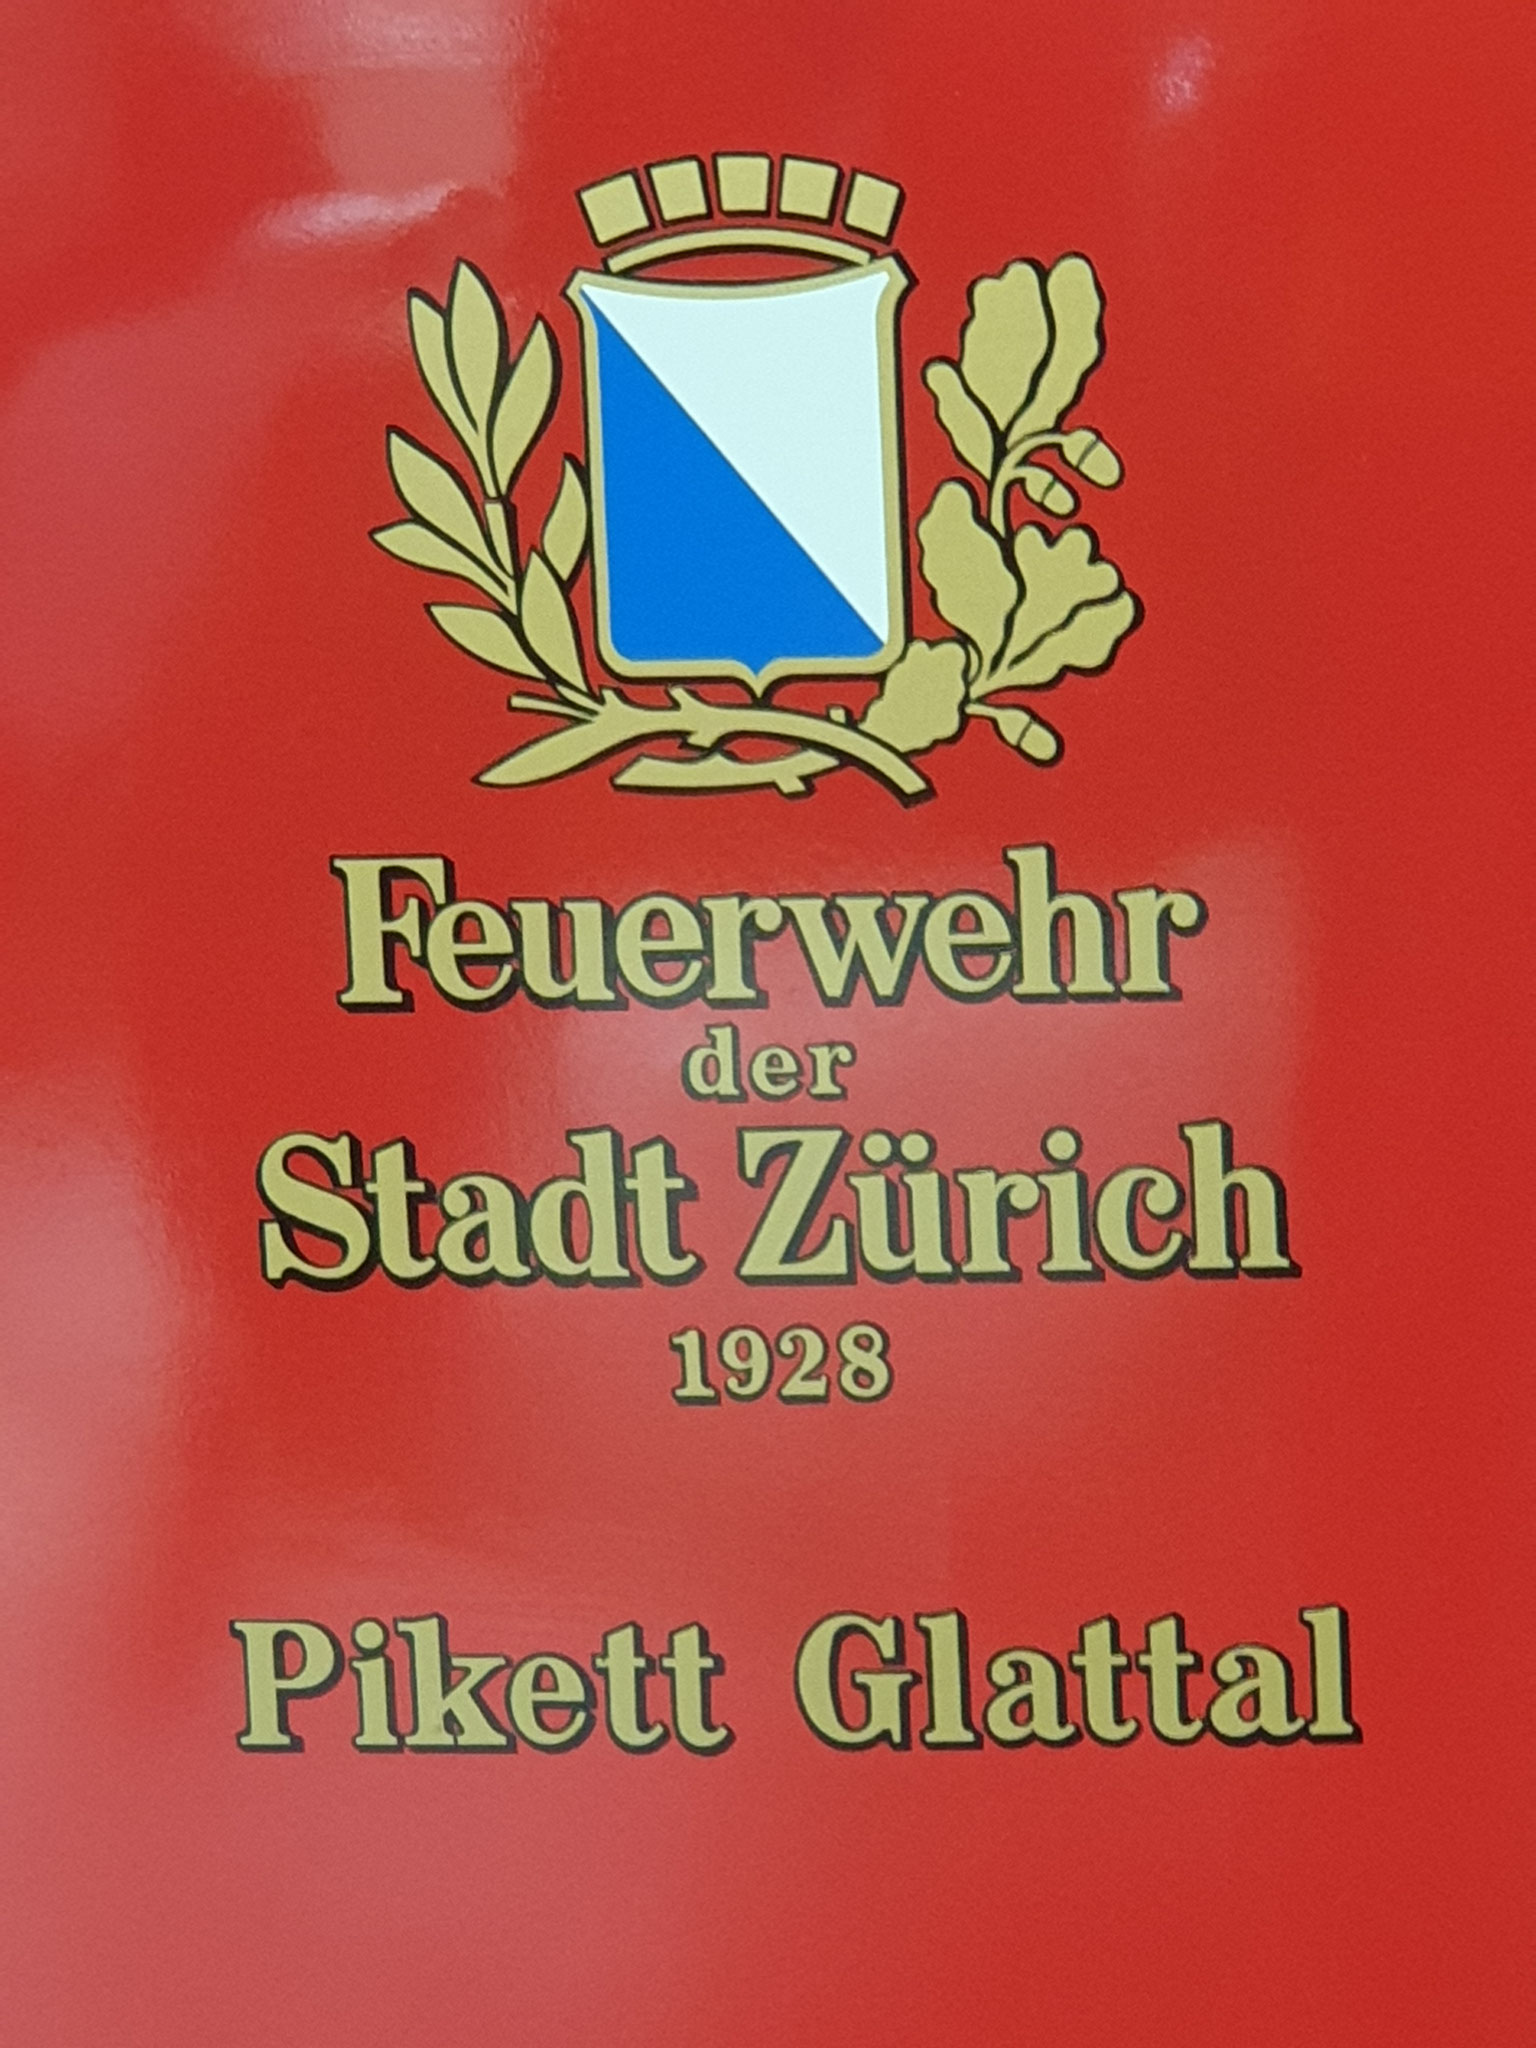 Feuerwehr
der
Stadt Zürich
1928
Pikett Glattal